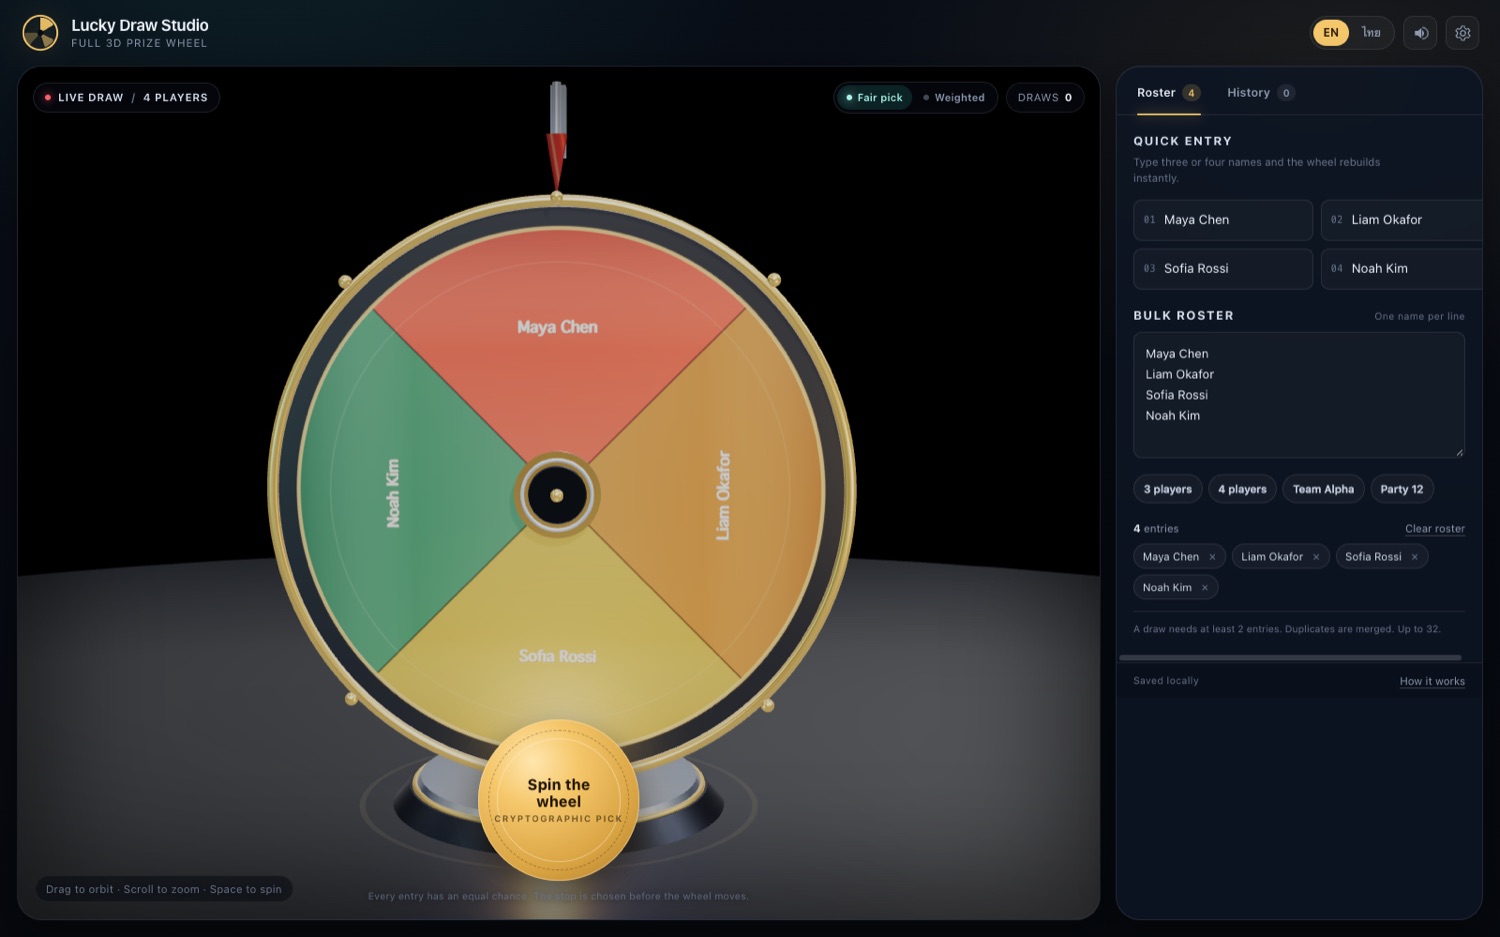 Lucky Draw Studio
FULL 3D PRIZE WHEEL
EN
ไทย
LIVE DRAW / 4 PLAYERS
Fair pick
Weighted
DRAWS 0
Maya Chen
Noah Kim
Liam Okafor
Sofia Rossi
Spin the
wheel
CRYPTOGRAPHIC PICK
Drag to orbit · Scroll to zoom · Space to spin
Every entry has an equal chance. The stop is chosen before the wheel moves.
Roster 4
History 0
QUICK ENTRY
Type three or four names and the wheel rebuilds
instantly.
01 Maya Chen
02 Liam Okafor
03 Sofia Rossi
04 Noah Kim
BULK ROSTER
One name per line
Maya Chen
Liam Okafor
Sofia Rossi
Noah Kim
3 players
4 players
Team Alpha
Party 12
4 entries
Clear roster
Maya Chen ×
Liam Okafor ×
Sofia Rossi ×
Noah Kim ×
A draw needs at least 2 entries. Duplicates are merged. Up to 32.
Saved locally
How it works